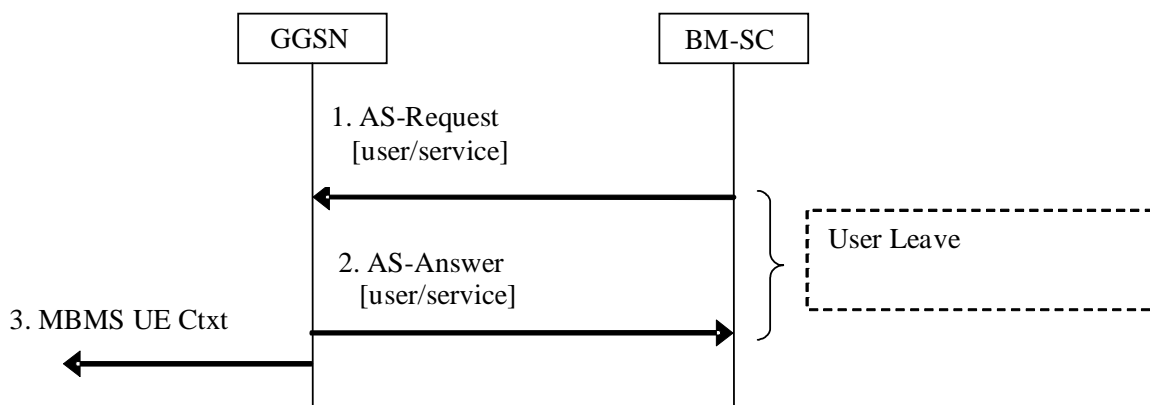 GGSN
BM-SC
1. AS-Request
[user/service]
User Leave
2. AS-Answer
[user/service]
3. MBMS UE Ctxt